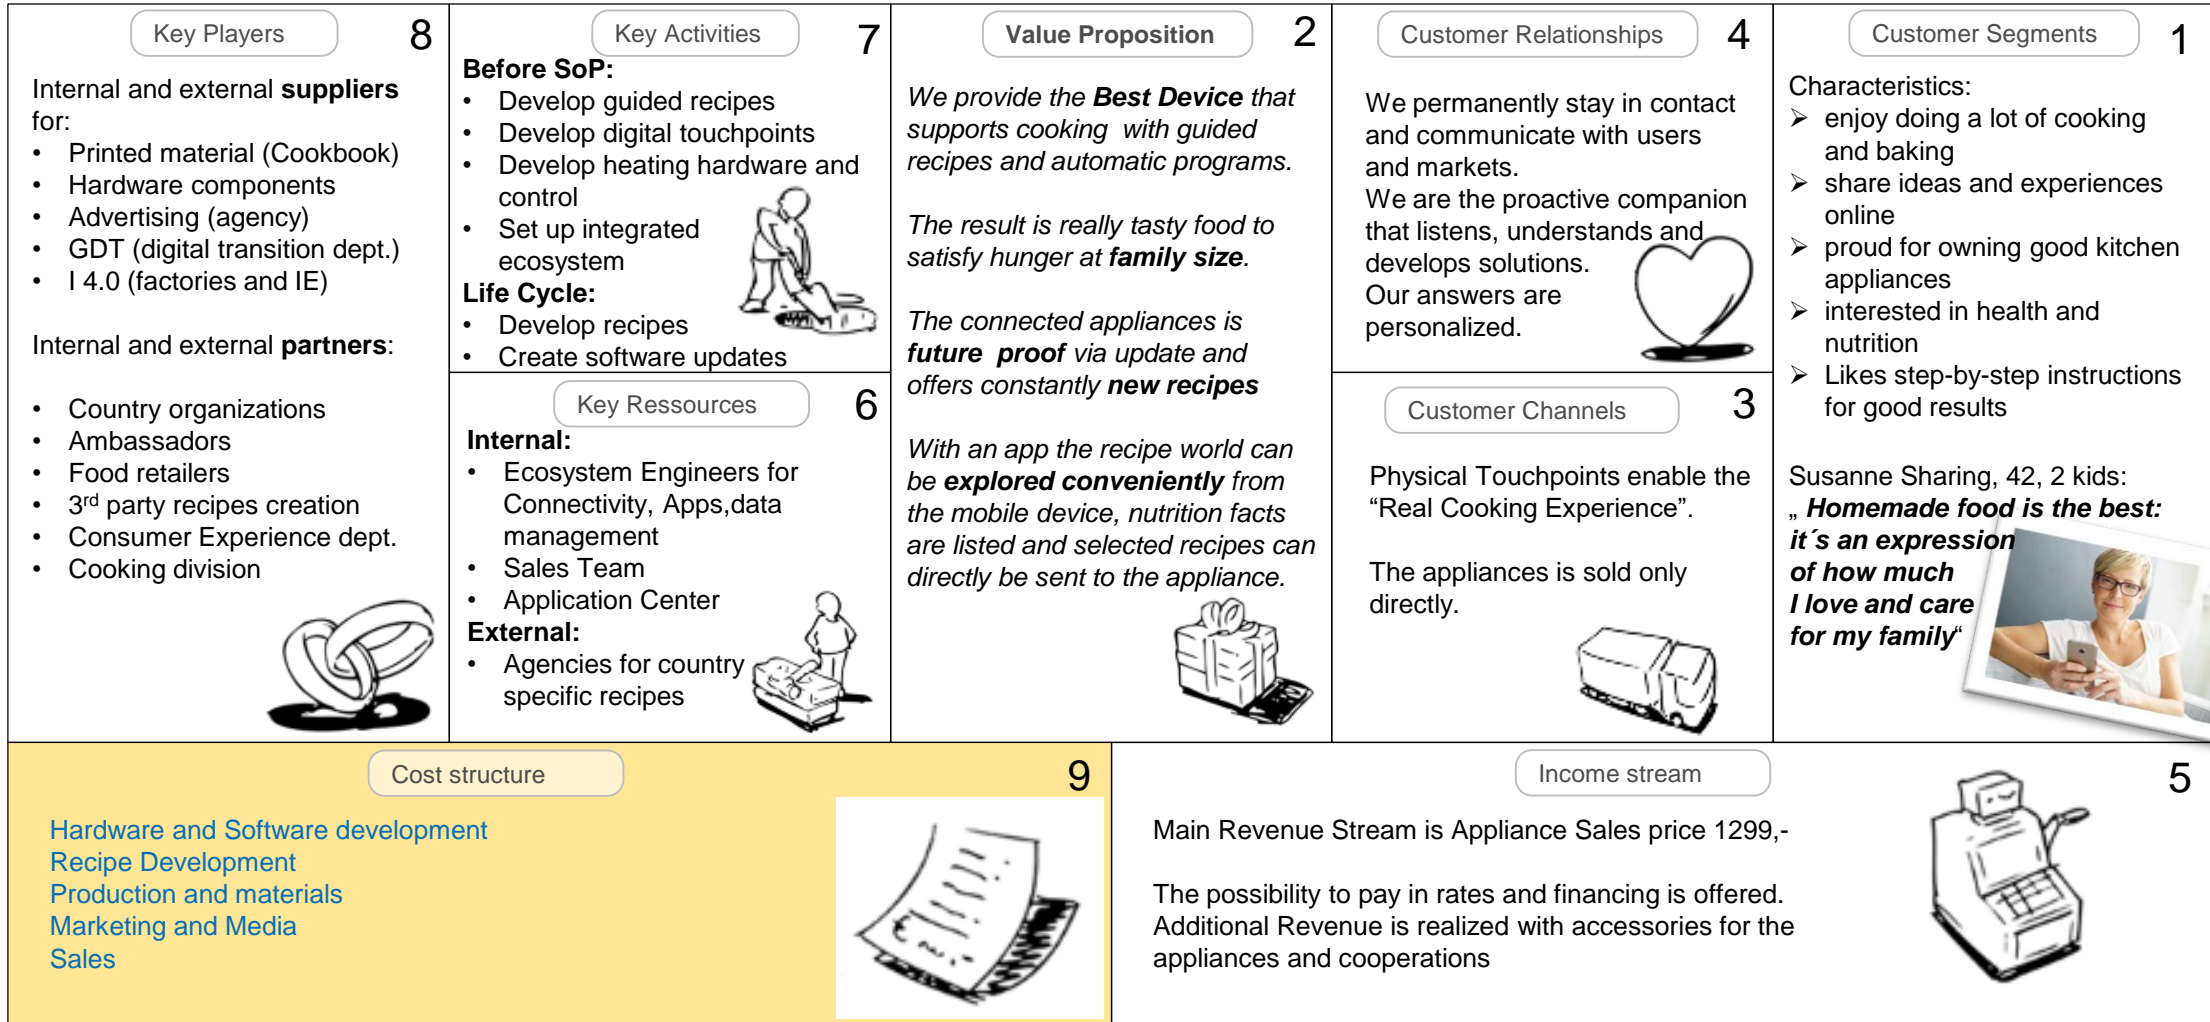 Key Players
8
Internal and external suppliers
for:
• Printed material (Cookbook)
• Hardware components
• Advertising (agency)
• GDT (digital transition dept.)
• I 4.0 (factories and IE)
Internal and external partners:
• Country organizations
• Ambassadors
• Food retailers
• 3rd party recipes creation
• Consumer Experience dept.
• Cooking division
Key Activities
7
Before SoP:
• Develop guided recipes
• Develop digital touchpoints
• Develop heating hardware and
control
• Set up integrated
ecosystem
Life Cycle:
• Develop recipes
• Create software updates
Key Ressources
6
Internal:
• Ecosystem Engineers for
Connectivity, Apps,data
management
• Sales Team
• Application Center
External:
• Agencies for country
specific recipes
Value Proposition
2
We provide the Best Device that
supports cooking with guided
recipes and automatic programs.
The result is really tasty food to
satisfy hunger at family size.
The connected appliances is
future proof via update and
offers constantly new recipes
With an app the recipe world can
be explored conveniently from
the mobile device, nutrition facts
are listed and selected recipes can
directly be sent to the appliance.
Customer Relationships
4
We permanently stay in contact
and communicate with users
and markets.
We are the proactive companion
that listens, understands and
develops solutions.
Our answers are
personalized.
Customer Channels
3
Physical Touchpoints enable the
“Real Cooking Experience”.
The appliances is sold only
directly.
Customer Segments
1
Characteristics:
➢ enjoy doing a lot of cooking
and baking
➢ share ideas and experiences
online
➢ proud for owning good kitchen
appliances
➢ interested in health and
nutrition
➢ Likes step-by-step instructions
for good results
Susanne Sharing, 42, 2 kids:
„ Homemade food is the best:
it´s an expression
of how much
I love and care
for my family“
Cost structure
9
Hardware and Software development
Recipe Development
Production and materials
Marketing and Media
Sales
€
Income stream
5
Main Revenue Stream is Appliance Sales price 1299,-
The possibility to pay in rates and financing is offered.
Additional Revenue is realized with accessories for the
appliances and cooperations